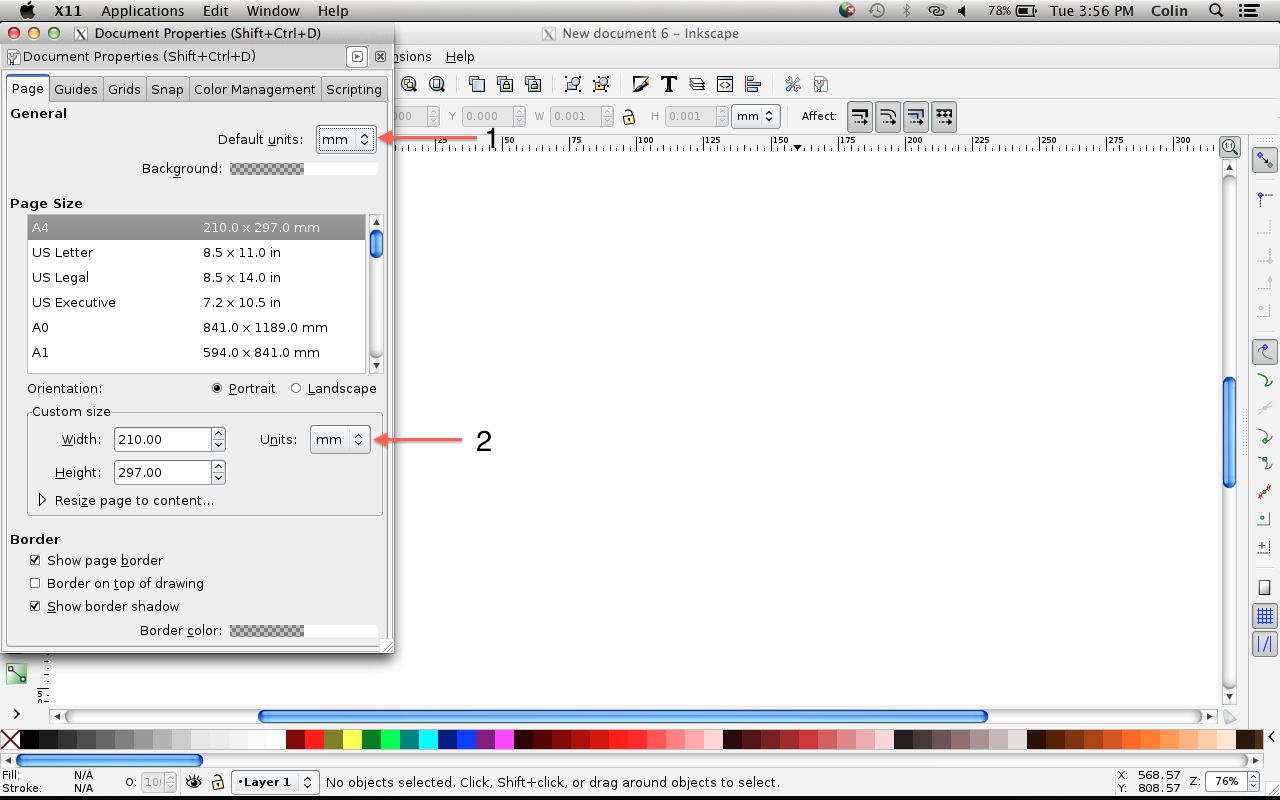 X11 Applications Edit Window Help 78% Tue 3:56 PM Colin
Document Properties (Shift+Ctrl+D)
New document 6 – Inkscape
Document Properties (Shift+Ctrl+D)
Help
Page Guides Grids Snap Color Management Scripting
Y 0.000 W 0.001 H 0.001 mm Affect:
General
Default units: mm
1
25 50 75 100 125 150 175 200 225 250 275 300
Background:
Page Size
A4 210.0 x 297.0 mm
US Letter 8.5 x 11.0 in
US Legal 8.5 x 14.0 in
US Executive 7.2 x 10.5 in
A0 841.0 x 1189.0 mm
A1 594.0 x 841.0 mm
Orientation: Portrait Landscape
Custom size
Width: 210.00 Units: mm
2
Height: 297.00
Resize page to content...
Border
Show page border
Border on top of drawing
Show border shadow
Border color:
Fill: N/A
Stroke: N/A
O:
•Layer 1
No objects selected. Click, Shift+click, or drag around objects to select.
X: 568.57
Y: 808.57
Z: 76%